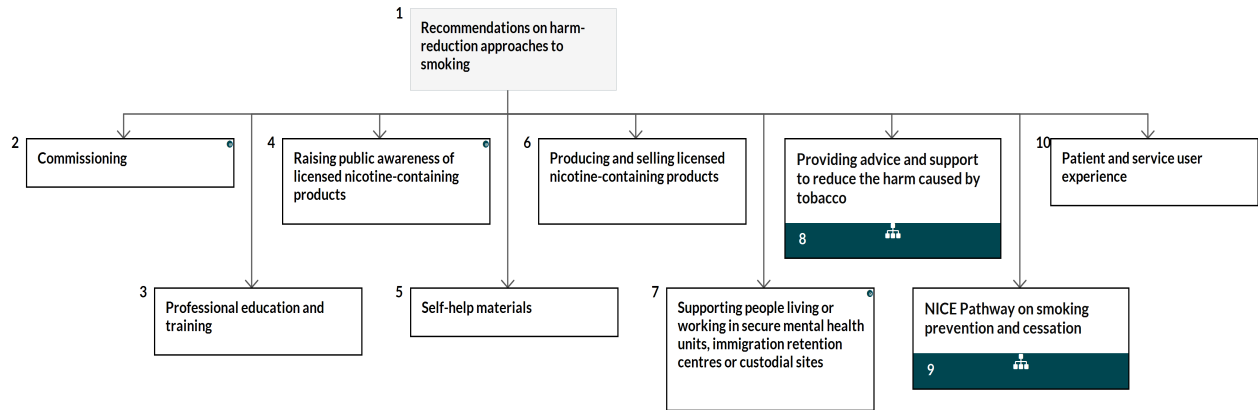 1
Recommendations on harm-
reduction approaches to
smoking
2
Commissioning
4
Raising public awareness of
licensed nicotine-containing
products
6
Producing and selling licensed
nicotine-containing products
Providing advice and support
to reduce the harm caused by
tobacco
8
10
Patient and service user
experience
3
Professional education and
training
5
Self-help materials
7
Supporting people living or
working in secure mental health
units, immigration retention
centres or custodial sites
NICE Pathway on smoking
prevention and cessation
9